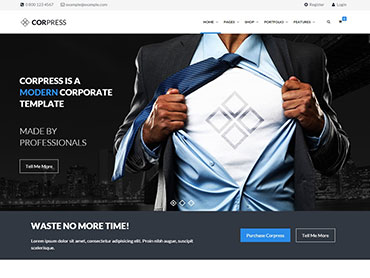 0 800 123 4567 example@example.com Register Login
CORPRESS HOME PAGES SHOP PORTFOLIO FEATURES
CORPRESS IS A
MODERN CORPORATE
TEMPLATE
MADE BY
PROFESSIONALS
Tell Me More
WASTE NO MORE TIME!
Lorem ipsum dolor sit amet, consectetur adipiscing elit. Proin nibh augue, suscipit
scelerisque.
Purchase Corpress Tell Me More